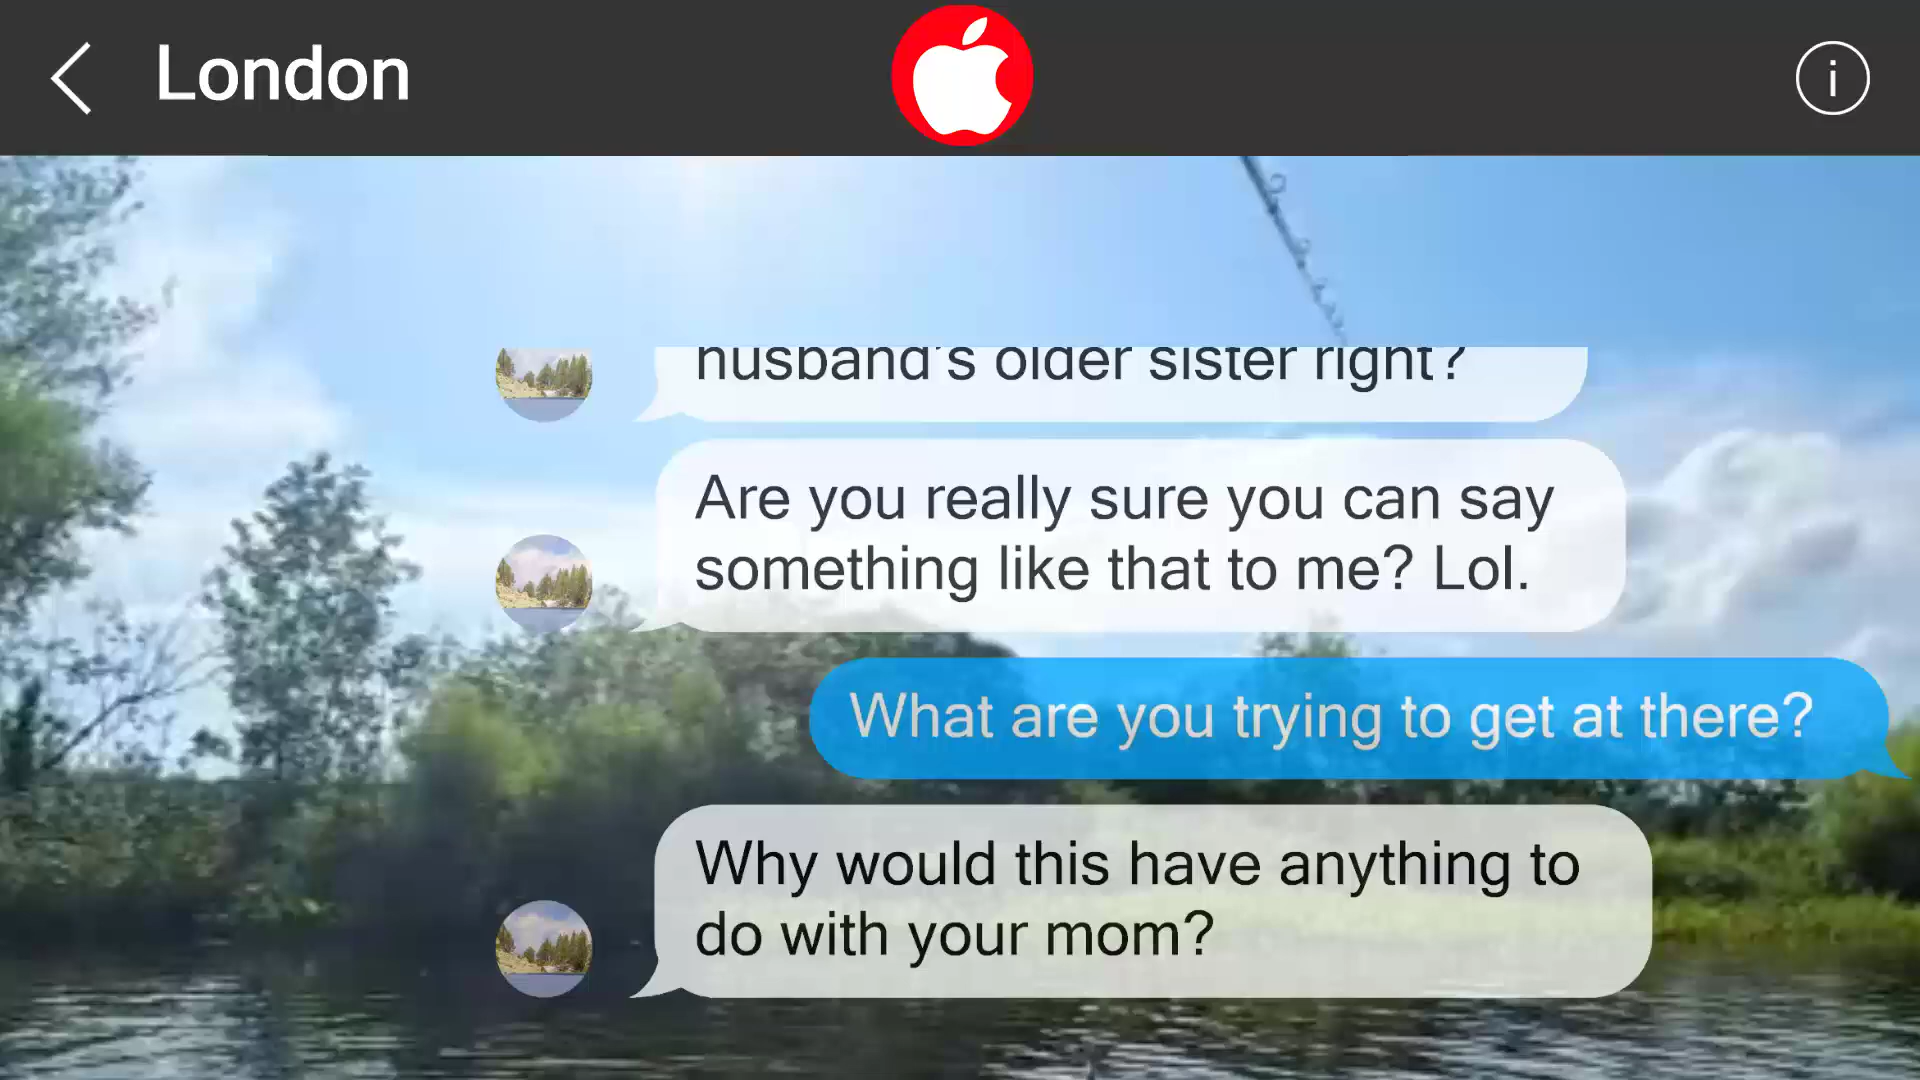 London
husband's older sister right?
Are you really sure you can say
something like that to me? Lol.
What are you trying to get at there?
Why would this have anything to
do with your mom?